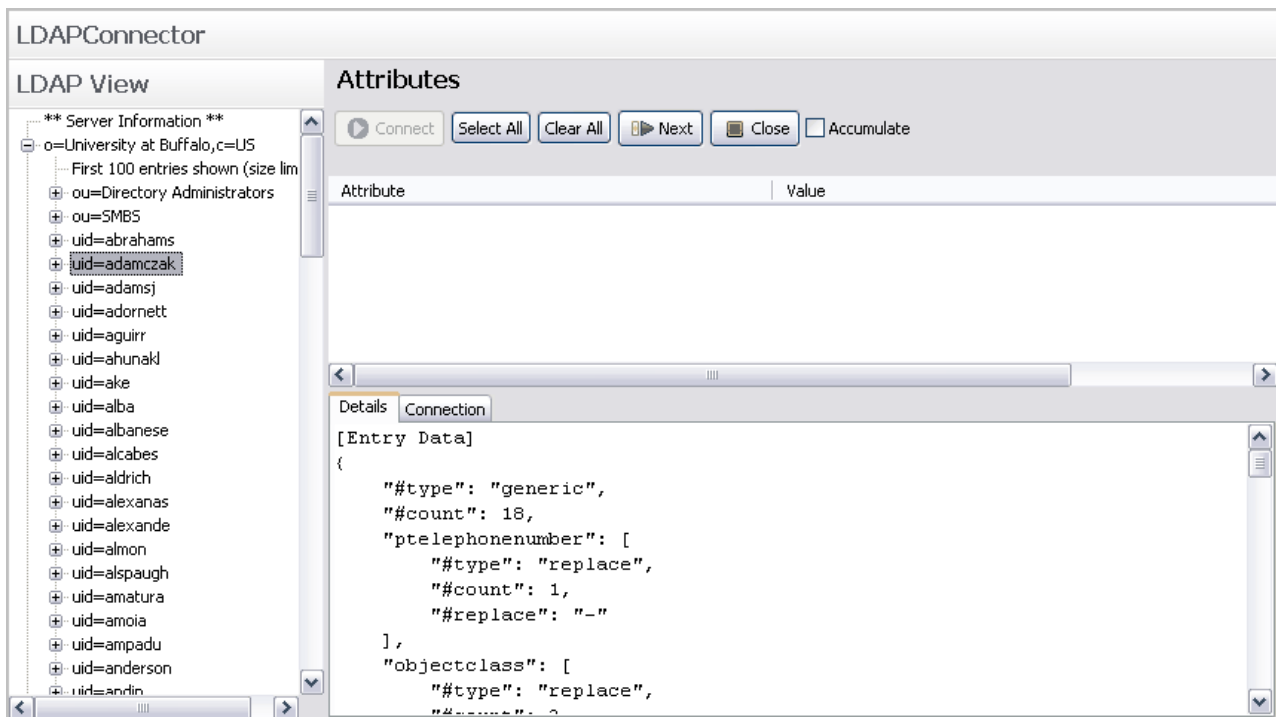 LDAPConnector
LDAP View
** Server Information **
o=University at Buffalo,c=US
First 100 entries shown (size lim
ou=Directory Administrators
ou=SMBS
uid=abrahams
uid=adamczak
uid=adamsj
uid=adornett
uid=aguirr
uid=ahunakl
uid=ake
uid=alba
uid=albanese
uid=alcabes
uid=aldrich
uid=alexanas
uid=alexande
uid=almon
uid=alspaugh
uid=amatura
uid=amoia
uid=ampadu
uid=anderson
Attributes
Connect Select All Clear All Next Close Accumulate
Attribute Value
Details Connection
[Entry Data]
{
"#type": "generic",
"#count": 18,
"ptelephonenumber": [
"#type": "replace",
"#count": 1,
"#replace": "-"
],
"objectclass": [
"#type": "replace",